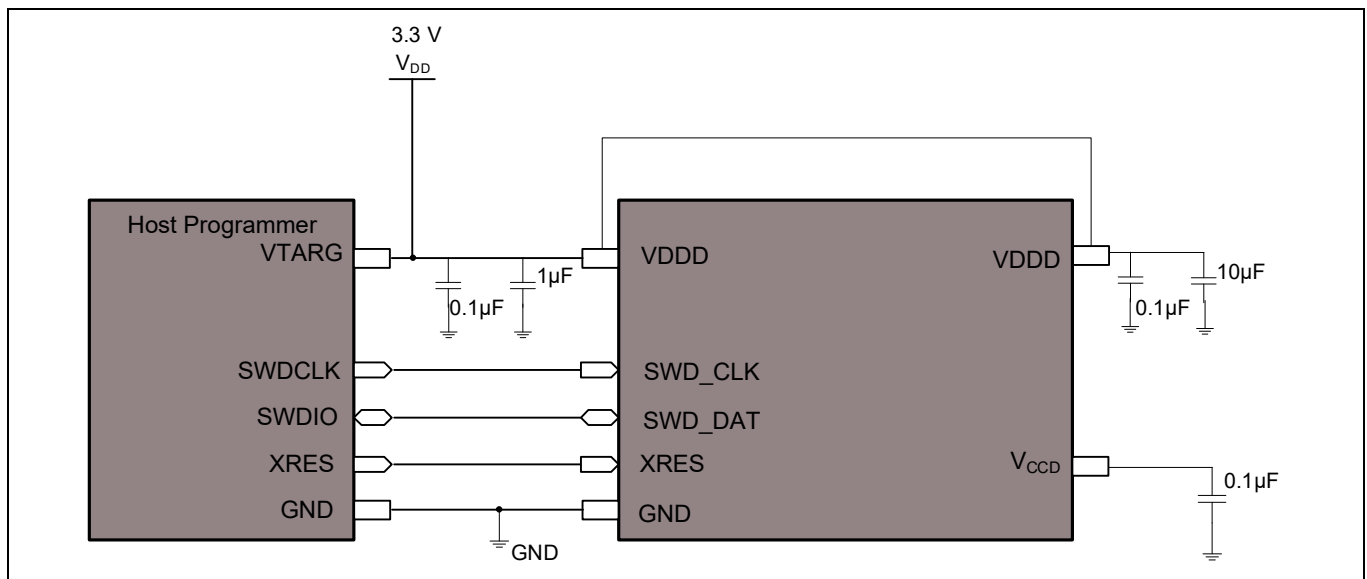 3.3 V
VDD
Host Programmer
VTARG
VDDD
VDDD
1µF
0.1µF
10µF
0.1µF
SWDCLK
SWD_CLK
SWDIO
SWD_DAT
XRES
XRES
VCCD
0.1µF
GND
GND
GND